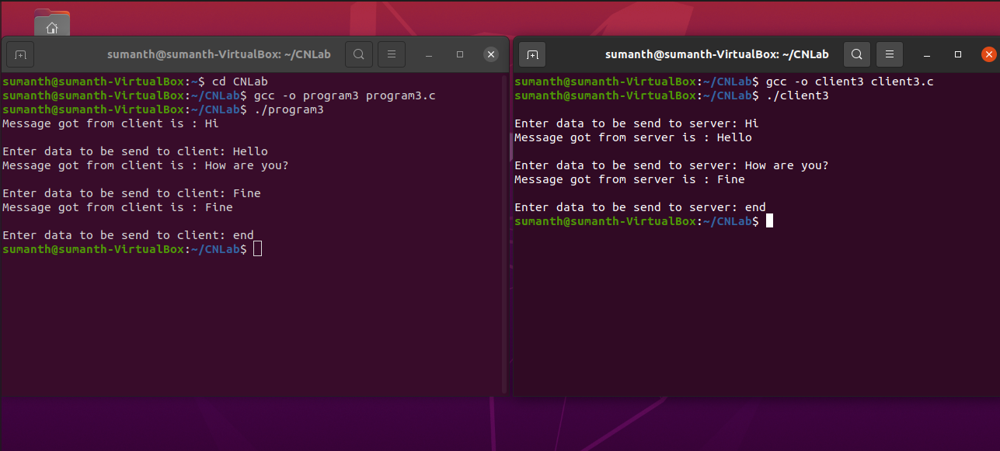 sumanth@sumanth-VirtualBox: ~/CNLab
sumanth@sumanth-VirtualBox:~$ cd CNLab
sumanth@sumanth-VirtualBox:~/CNLab$ gcc -o program3 program3.c
sumanth@sumanth-VirtualBox:~/CNLab$ ./program3
Message got from client is : Hi
Enter data to be send to client: Hello
Message got from client is : How are you?
Enter data to be send to client: Fine
Message got from client is : Fine
Enter data to be send to client: end
sumanth@sumanth-VirtualBox:~/CNLab$
sumanth@sumanth-VirtualBox: ~/CNLab
sumanth@sumanth-VirtualBox:~/CNLab$ gcc -o client3 client3.c
sumanth@sumanth-VirtualBox:~/CNLab$ ./client3
Enter data to be send to server: Hi
Message got from server is : Hello
Enter data to be send to server: How are you?
Message got from server is : Fine
Enter data to be send to server: end
sumanth@sumanth-VirtualBox:~/CNLab$